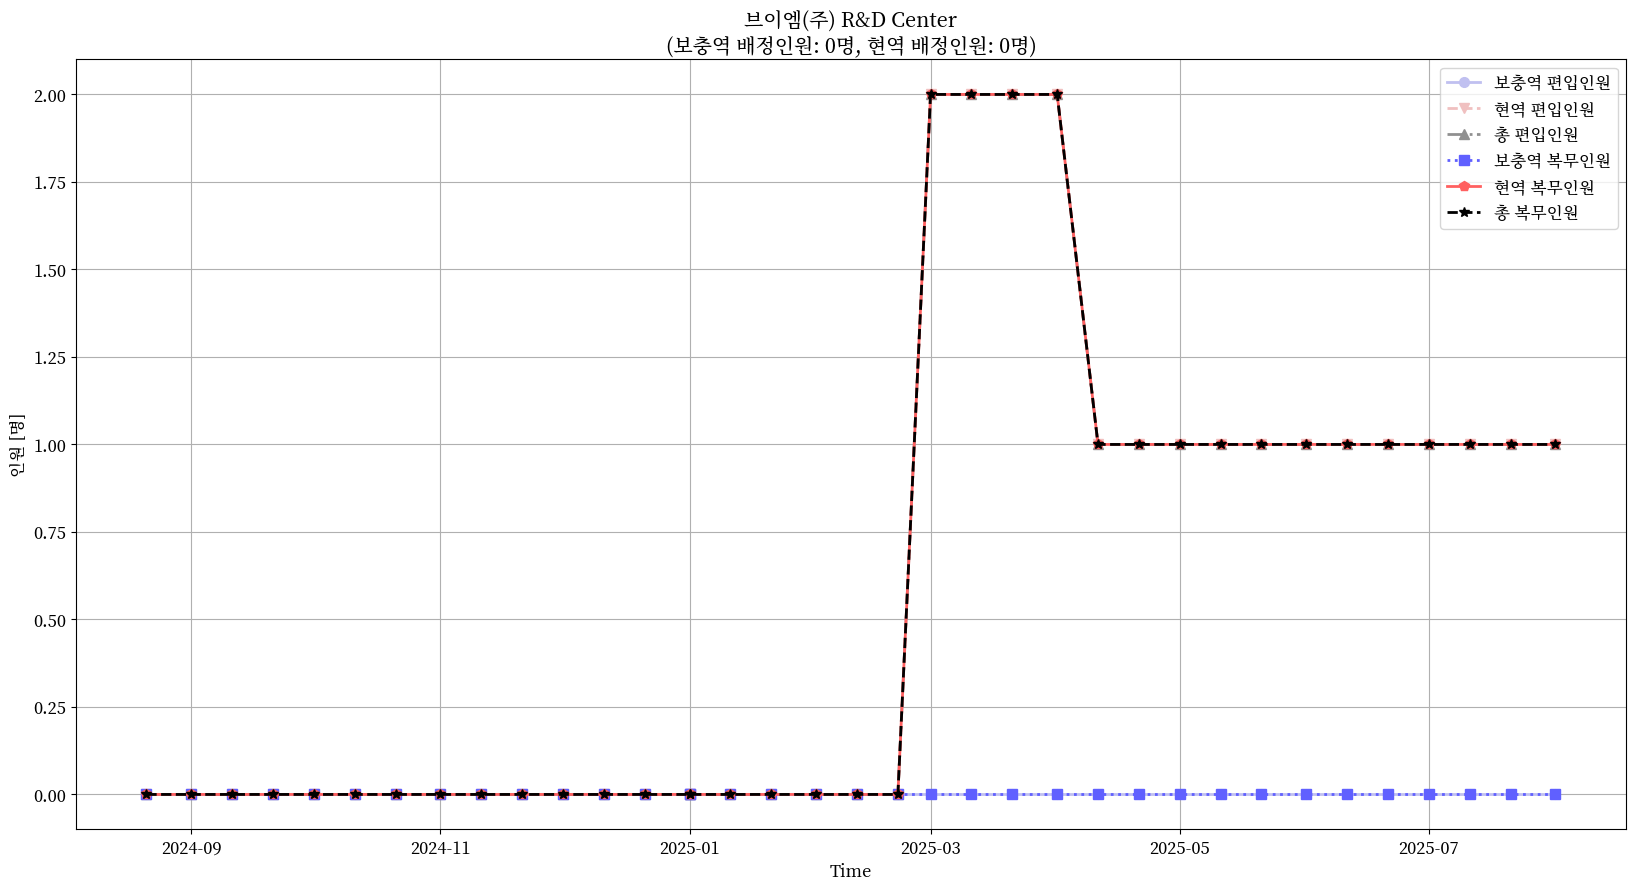 브이엠(주) R&D Center
(보충역 배정인원: 0명, 현역 배정인원: 0명)
보충역 편입인원
현역 편입인원
총 편입인원
보충역 복무인원
현역 복무인원
총 복무인원
인원 [명]
2.00
1.75
1.50
1.25
1.00
0.75
0.50
0.25
0.00
2024-09 2024-11 2025-01 2025-03 2025-05 2025-07
Time